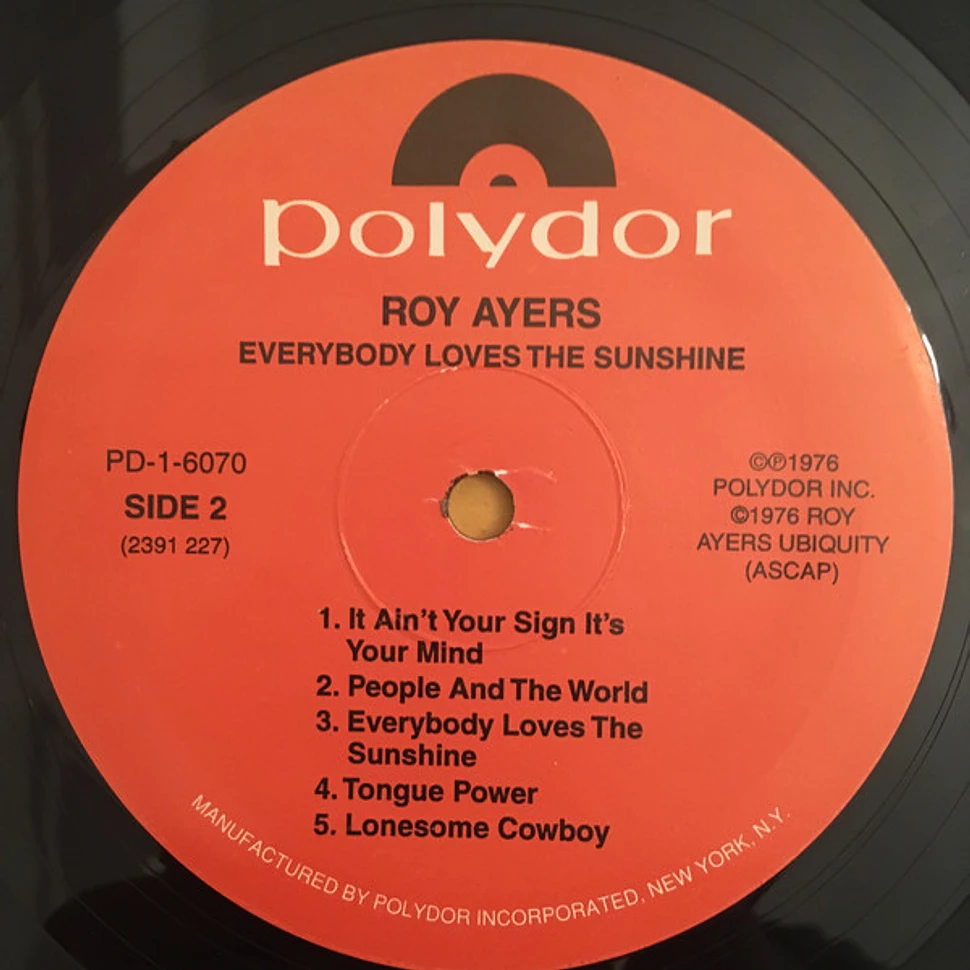 polydor
ROY AYERS
EVERYBODY LOVES THE SUNSHINE
PD-1-6070
SIDE 2
(2391 227)
©℗1976
POLYDOR INC.
©1976 ROY
AYERS UBIQUITY
(ASCAP)
1. It Ain't Your Sign It's
Your Mind
2. People And The World
3. Everybody Loves The
Sunshine
4. Tongue Power
5. Lonesome Cowboy
MANUFACTURED BY POLYDOR INCORPORATED, NEW YORK, N.Y.